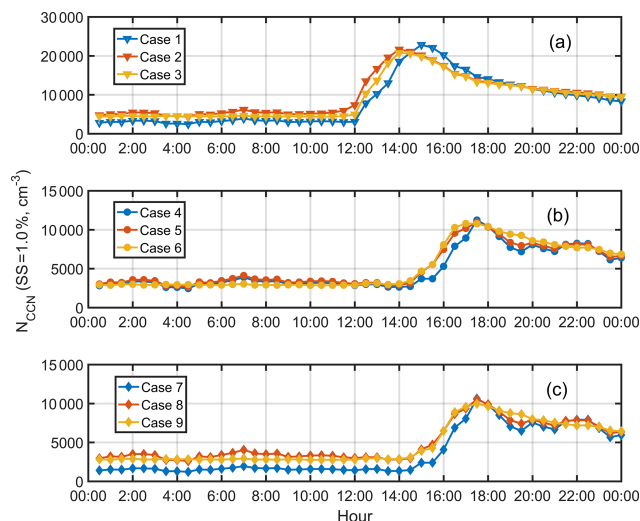 30 000
20 000
10 000
0
Case 1
Case 2
Case 3
(a)
00:00 2:00 4:00 6:00 8:00 10:00 12:00 14:00 16:00 18:00 20:00 22:00 00:00
N_CCN (SS=1.0%, cm⁻³)
15 000
10 000
5000
0
Case 4
Case 5
Case 6
(b)
00:00 2:00 4:00 6:00 8:00 10:00 12:00 14:00 16:00 18:00 20:00 22:00 00:00
15 000
10 000
5000
0
Case 7
Case 8
Case 9
(c)
00:00 2:00 4:00 6:00 8:00 10:00 12:00 14:00 16:00 18:00 20:00 22:00 00:00
Hour